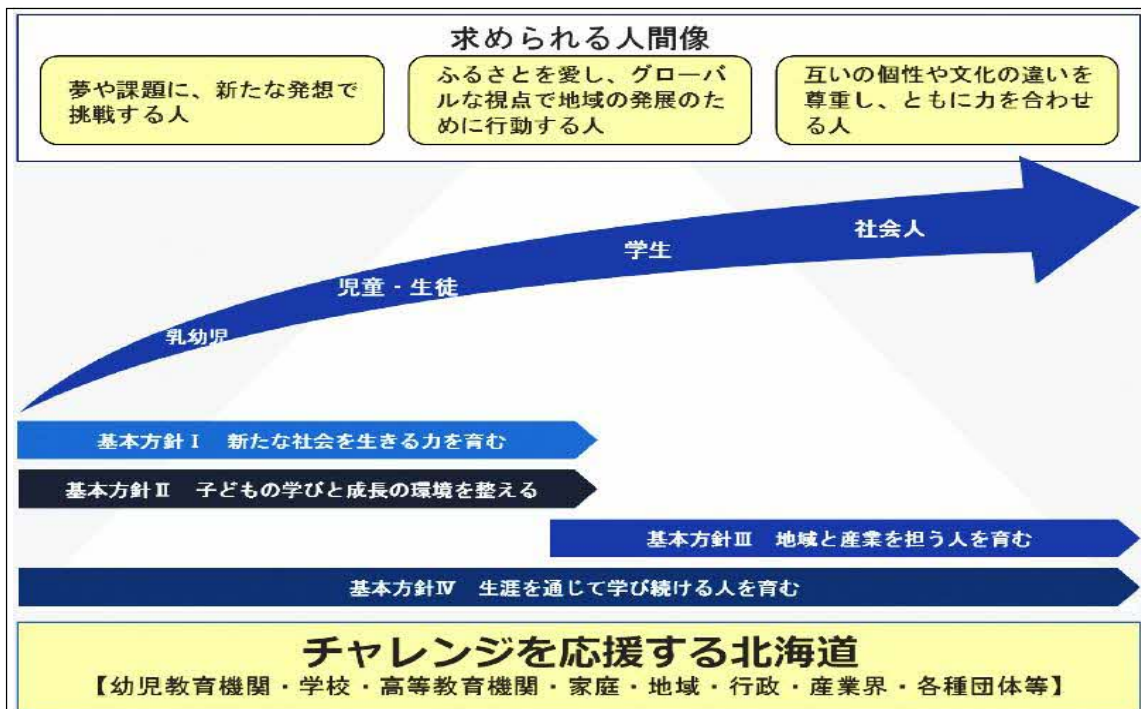 求められる人間像
夢や課題に、新たな発想で
挑戦する人
ふるさとを愛し、グローバ
ルな視点で地域の発展のた
めに行動する人
互いの個性や文化の違いを
尊重し、ともに力を合わせ
る人
社会人
学生
児童・生徒
乳幼児
基本方針Ⅰ 新たな社会を生きる力を育む
基本方針Ⅱ 子どもの学びと成長の環境を整える
基本方針Ⅲ 地域と産業を担う人を育む
基本方針Ⅳ 生涯を通じて学び続ける人を育む
チャレンジを応援する北海道
【幼児教育機関・学校・高等教育機関・家庭・地域・行政・産業界・各種団体等】